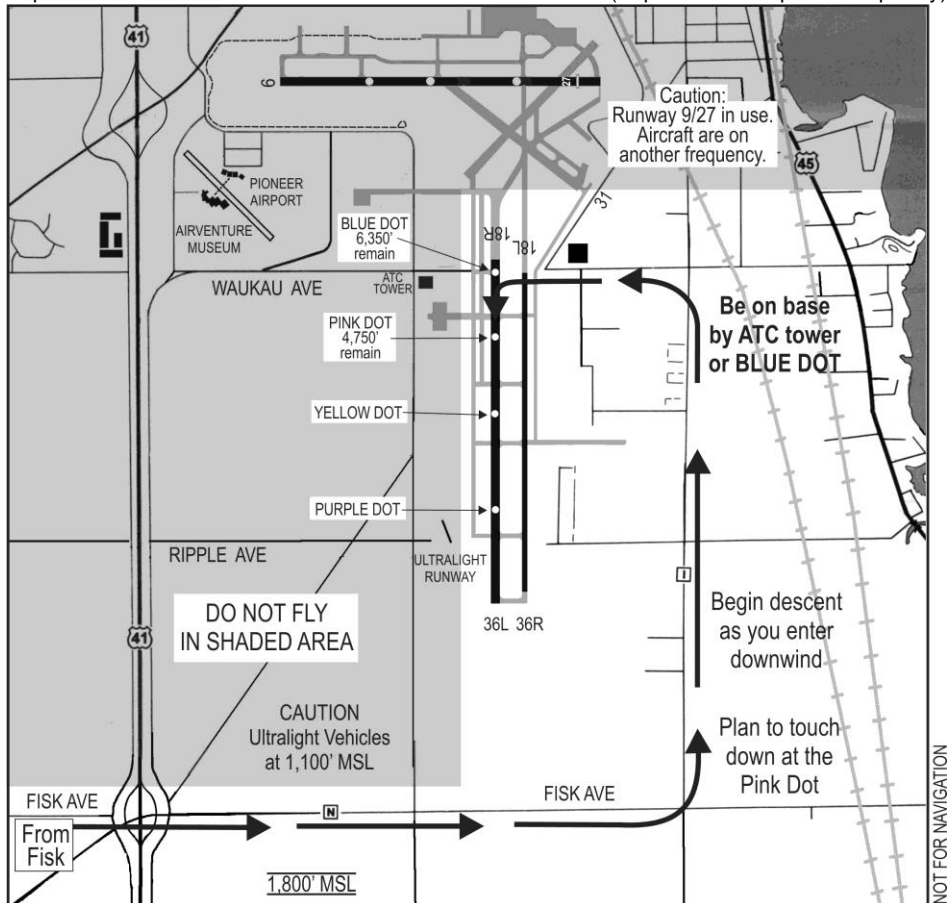 41
9
27
Caution:
Runway 9/27 in use.
Aircraft are on
another frequency.
45
PIONEER
AIRPORT
AIRVENTURE
MUSEUM
31
BLUE DOT
6,350'
remain
18R
18L
ATC
TOWER
WAUKAU AVE
Be on base
by ATC tower
or BLUE DOT
PINK DOT
4,750'
remain
YELLOW DOT
PURPLE DOT
RIPPLE AVE
ULTRALIGHT
RUNWAY
I
DO NOT FLY
IN SHADED AREA
36L 36R
Begin descent
as you enter
downwind
41
CAUTION
Ultralight Vehicles
at 1,100' MSL
Plan to touch
down at the
Pink Dot
FISK AVE
FISK AVE
N
From
Fisk
1,800' MSL
NOT FOR NAVIGATION